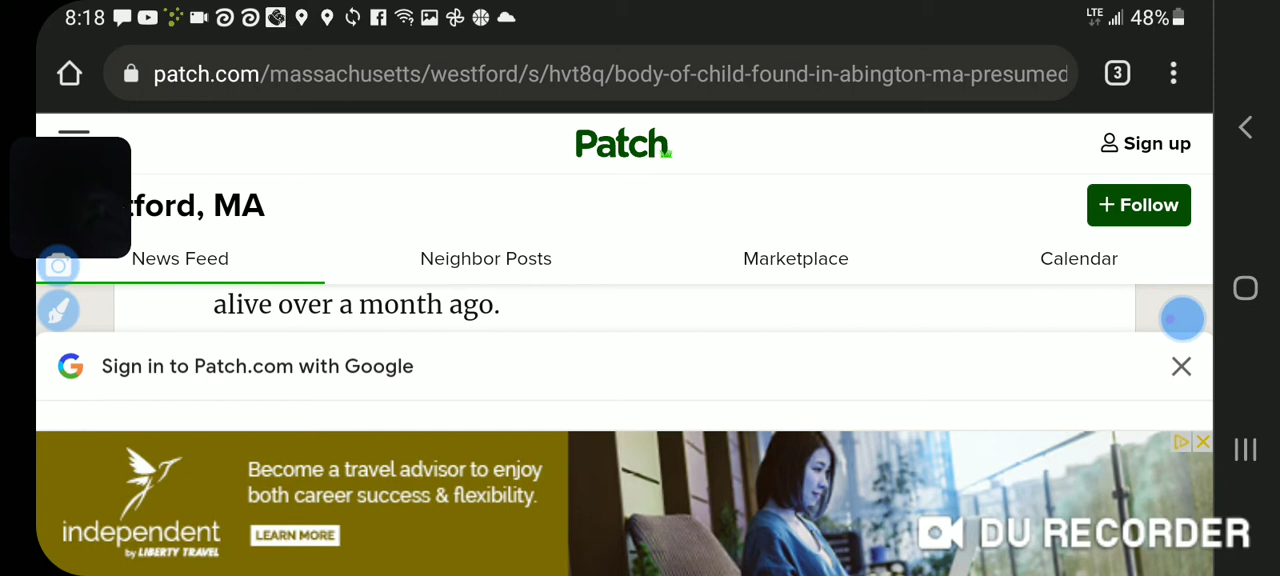 8:18
LTE 48%
patch.com/massachusetts/westford/s/hvt8q/body-of-child-found-in-abington-ma-presumed
3
Patch
Sign up
tford, MA
+ Follow
News Feed
Neighbor Posts
Marketplace
Calendar
alive over a month ago.
Sign in to Patch.com with Google
Become a travel advisor to enjoy
both career success & flexibility.
LEARN MORE
independent
by LIBERTY TRAVEL
DU RECORDER